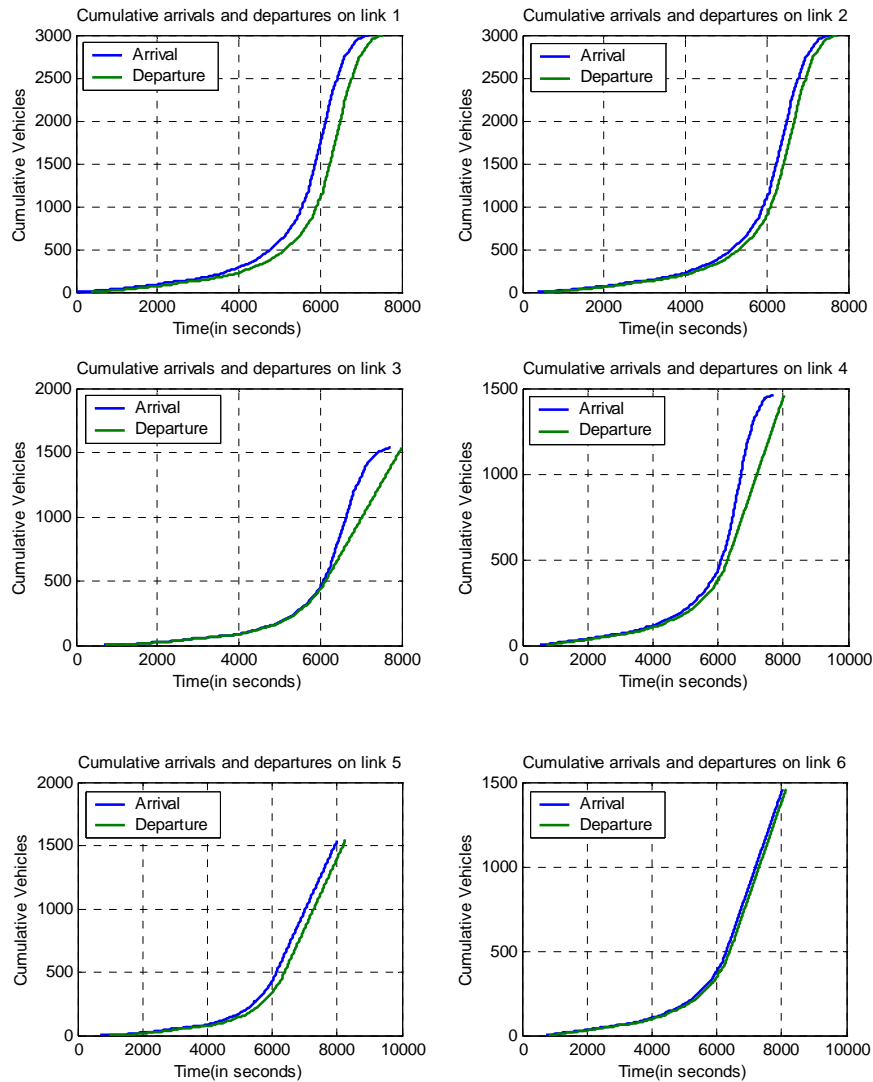 Cumulative arrivals and departures on link 1
3000
2500
2000
1500
1000
500
0
Cumulative Vehicles
Arrival
Departure
0 2000 4000 6000 8000
Time(in seconds)
Cumulative arrivals and departures on link 2
3000
2500
2000
1500
1000
500
0
Cumulative Vehicles
Arrival
Departure
0 2000 4000 6000 8000
Time(in seconds)
Cumulative arrivals and departures on link 3
2000
1500
1000
500
0
Cumulative Vehicles
Arrival
Departure
0 2000 4000 6000 8000
Time(in seconds)
Cumulative arrivals and departures on link 4
1500
1000
500
0
Cumulative Vehicles
Arrival
Departure
0 2000 4000 6000 8000 10000
Time(in seconds)
Cumulative arrivals and departures on link 5
2000
1500
1000
500
0
Cumulative Vehicles
Arrival
Departure
0 2000 4000 6000 8000 10000
Time(in seconds)
Cumulative arrivals and departures on link 6
1500
1000
500
0
Cumulative Vehicles
Arrival
Departure
0 2000 4000 6000 8000 10000
Time(in seconds)